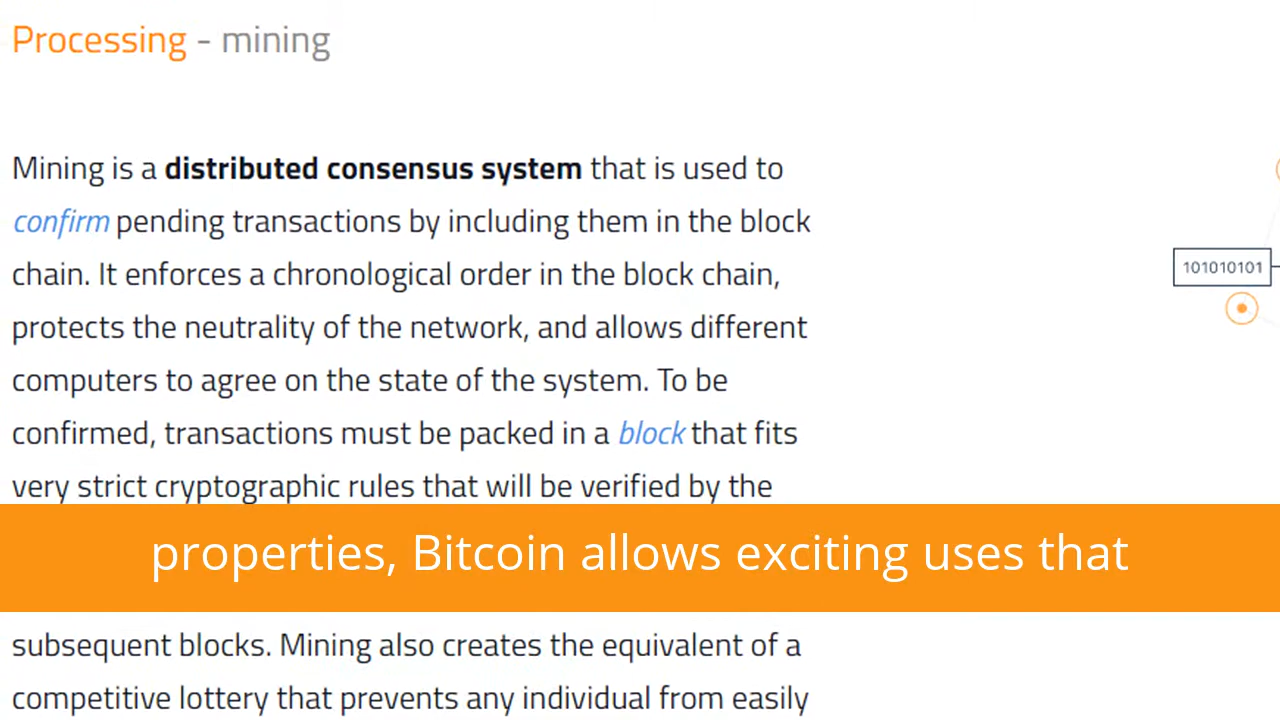 Processing - mining
Mining is a distributed consensus system that is used to
confirm pending transactions by including them in the block
chain. It enforces a chronological order in the block chain,
protects the neutrality of the network, and allows different
computers to agree on the state of the system. To be
confirmed, transactions must be packed in a block that fits
very strict cryptographic rules that will be verified by the
properties, Bitcoin allows exciting uses that
subsequent blocks. Mining also creates the equivalent of a
competitive lottery that prevents any individual from easily
101010101